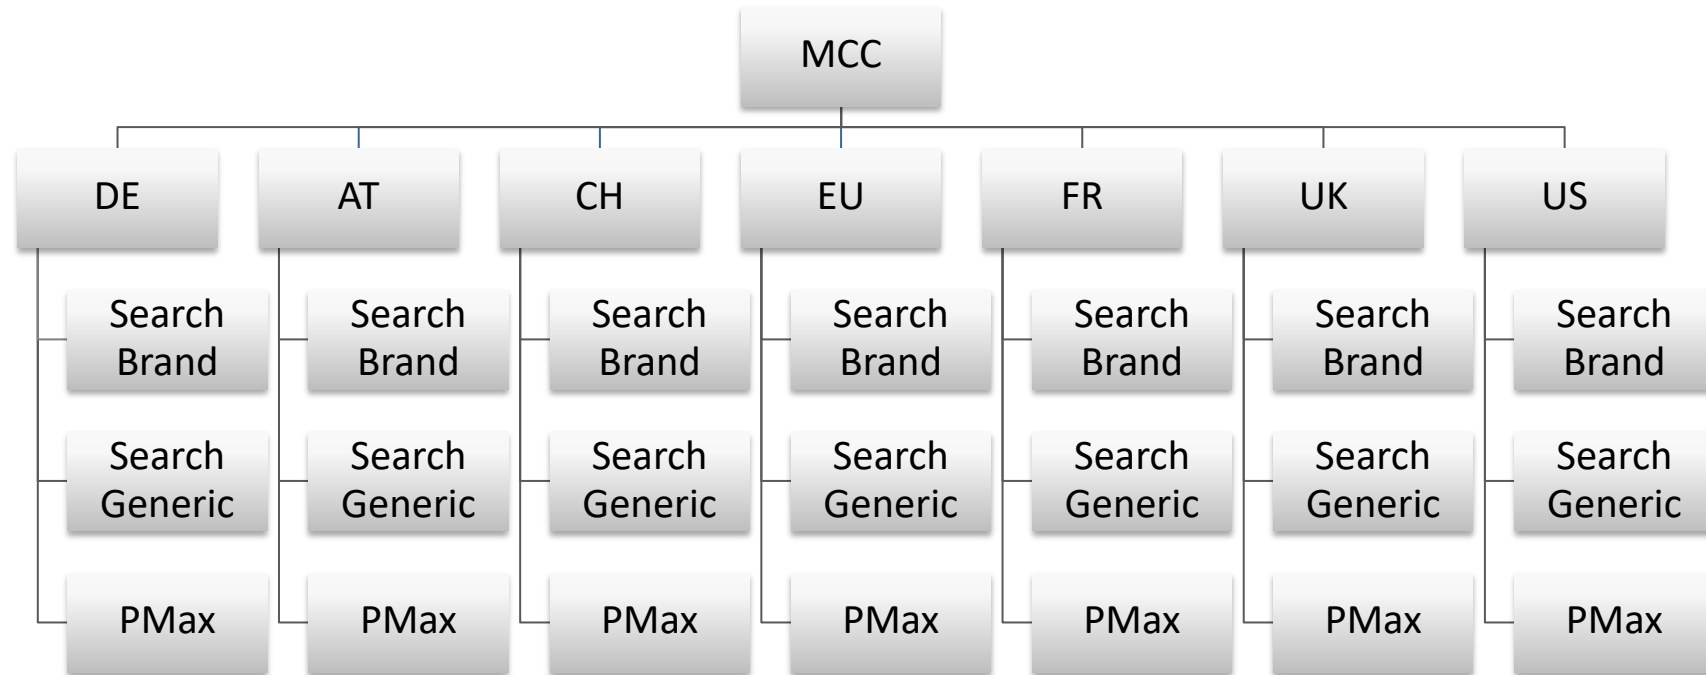 MCC
DE
AT
CH
EU
FR
UK
US
Search
Brand
Search
Brand
Search
Brand
Search
Brand
Search
Brand
Search
Brand
Search
Brand
Search
Generic
Search
Generic
Search
Generic
Search
Generic
Search
Generic
Search
Generic
Search
Generic
PMax
PMax
PMax
PMax
PMax
PMax
PMax